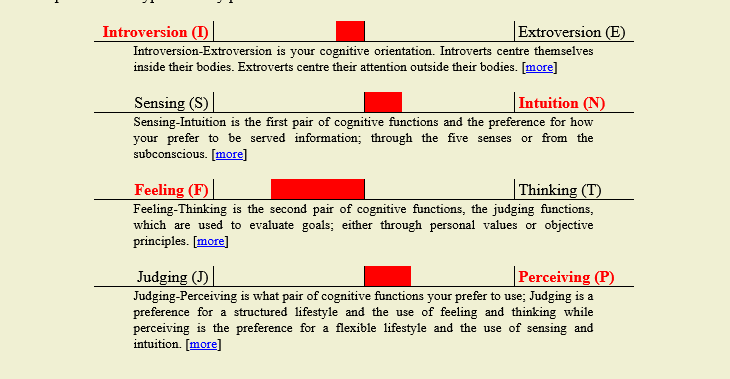 Introversion (I) Extroversion (E)
Introversion-Extroversion is your cognitive orientation. Introverts centre themselves
inside their bodies. Extroverts centre their attention outside their bodies. [more]
Sensing (S) Intuition (N)
Sensing-Intuition is the first pair of cognitive functions and the preference for how
your prefer to be served information; through the five senses or from the
subconscious. [more]
Feeling (F) Thinking (T)
Feeling-Thinking is the second pair of cognitive functions, the judging functions,
which are used to evaluate goals; either through personal values or objective
principles. [more]
Judging (J) Perceiving (P)
Judging-Perceiving is what pair of cognitive functions your prefer to use; Judging is a
preference for a structured lifestyle and the use of feeling and thinking while
perceiving is the preference for a flexible lifestyle and the use of sensing and
intuition. [more]